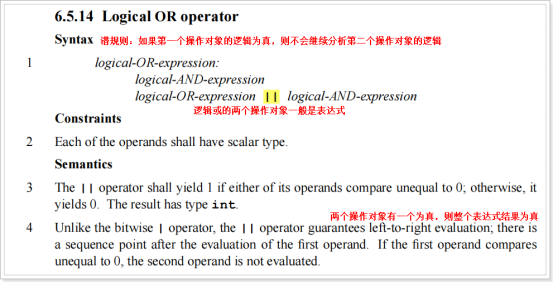 6.5.14 Logical OR operator
Syntax 潜规则：如果第一个操作对象的逻辑为真，则不会继续分析第二个操作对象的逻辑
1 logical-OR-expression:
logical-AND-expression
logical-OR-expression || logical-AND-expression
逻辑或的两个操作对象一般是表达式
Constraints
2 Each of the operands shall have scalar type.
Semantics
3 The || operator shall yield 1 if either of its operands compare unequal to 0; otherwise, it
yields 0. The result has type int.
两个操作对象有一个为真，则整个表达式结果为真
4 Unlike the bitwise | operator, the || operator guarantees left-to-right evaluation; there is
a sequence point after the evaluation of the first operand. If the first operand compares
unequal to 0, the second operand is not evaluated.